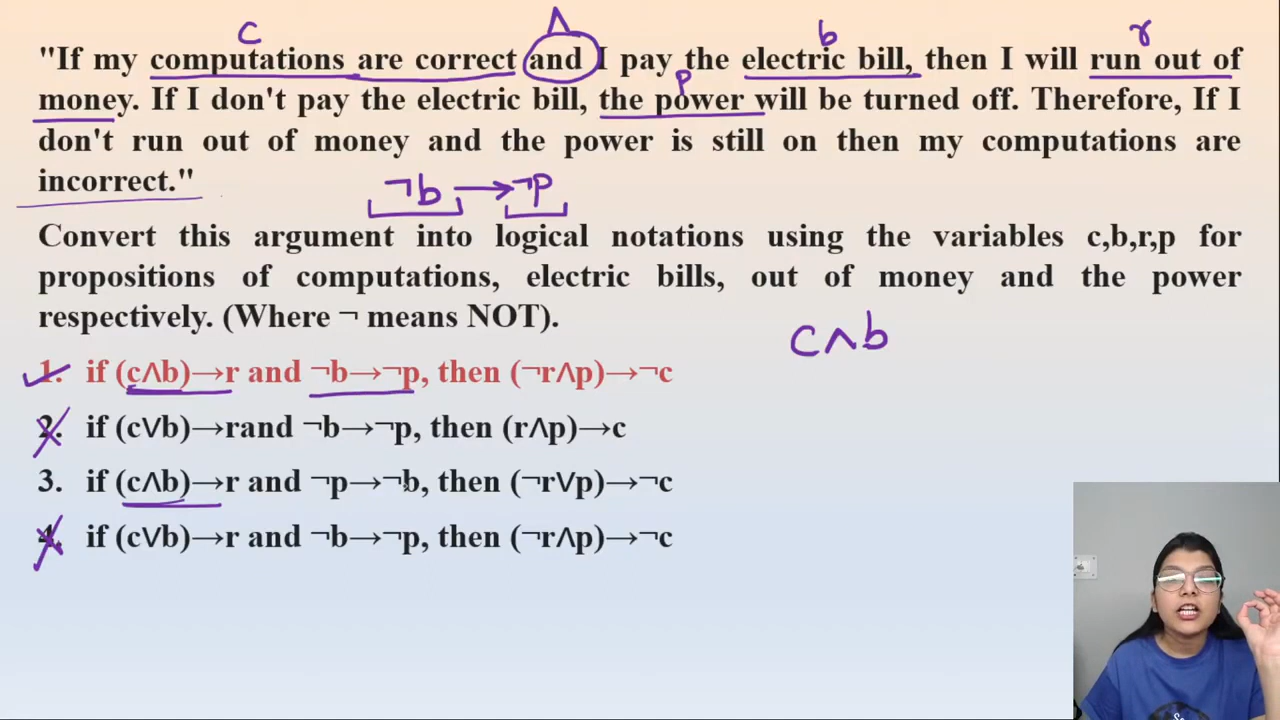 c ∧ b r
"If my computations are correct and I pay the electric bill, then I will run out of
p
money. If I don't pay the electric bill, the power will be turned off. Therefore, If I
don't run out of money and the power is still on then my computations are
incorrect."
¬b → ¬p
Convert this argument into logical notations using the variables c,b,r,p for
propositions of computations, electric bills, out of money and the power
respectively. (Where ¬ means NOT).
c∧b
1. if (c∧b)→r and ¬b→¬p, then (¬r∧p)→¬c
2. if (c∨b)→rand ¬b→¬p, then (r∧p)→c
3. if (c∧b)→r and ¬p→¬b, then (¬r∨p)→¬c
4. if (c∨b)→r and ¬b→¬p, then (¬r∧p)→¬c